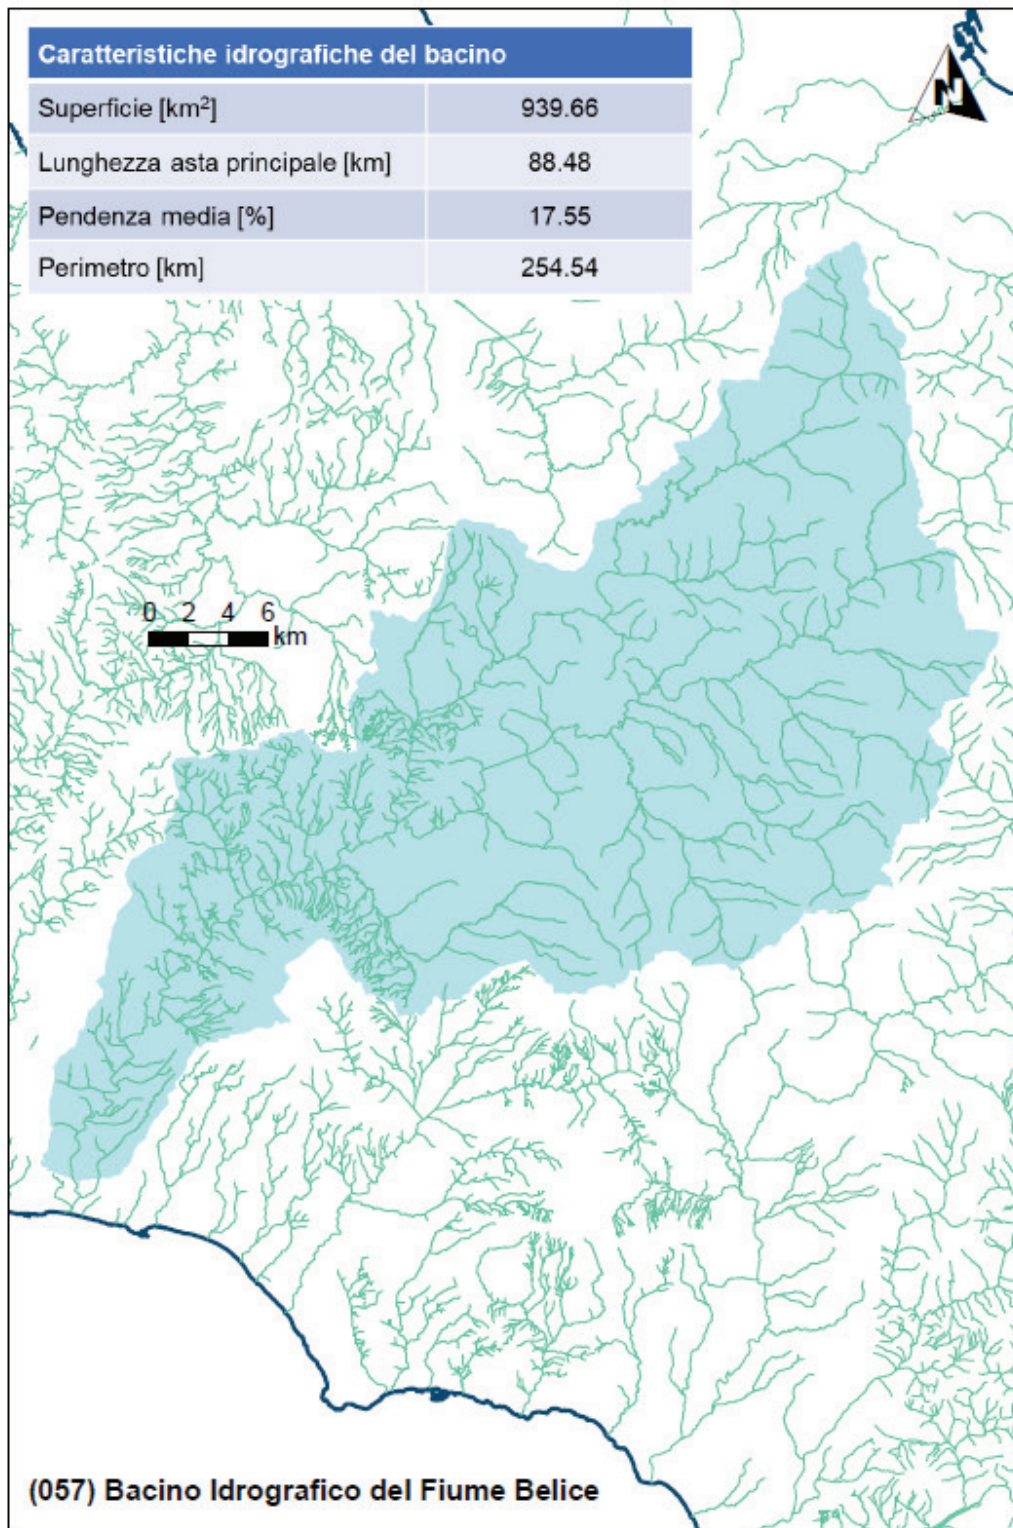 Caratteristiche idrografiche del bacino
Superficie [km²] 939.66
Lunghezza asta principale [km] 88.48
Pendenza media [%] 17.55
Perimetro [km] 254.54
N
0 2 4 6
km
(057) Bacino Idrografico del Fiume Belice